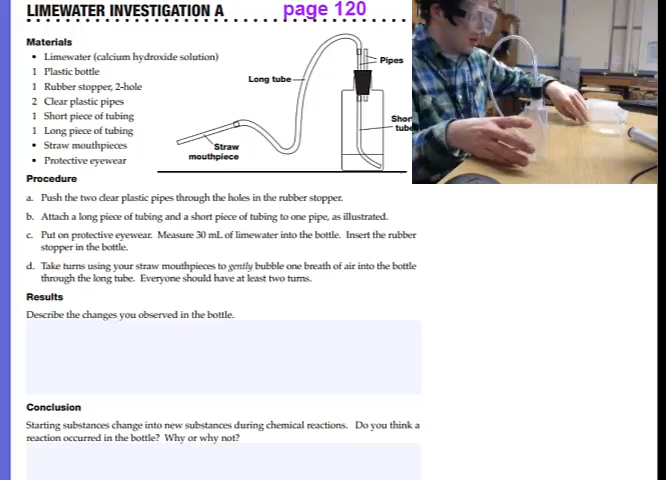 LIMEWATER INVESTIGATION A
page 120
Materials
• Limewater (calcium hydroxide solution)
1 Plastic bottle
1 Rubber stopper, 2-hole
2 Clear plastic pipes
1 Short piece of tubing
1 Long piece of tubing
• Straw mouthpieces
• Protective eyewear
Pipes
Long tube
Shor
tube
Straw
mouthpiece
Procedure
a. Push the two clear plastic pipes through the holes in the rubber stopper.
b. Attach a long piece of tubing and a short piece of tubing to one pipe, as illustrated.
c. Put on protective eyewear. Measure 30 mL of limewater into the bottle. Insert the rubber
stopper in the bottle.
d. Take turns using your straw mouthpieces to gently bubble one breath of air into the bottle
through the long tube. Everyone should have at least two turns.
Results
Describe the changes you observed in the bottle.
Conclusion
Starting substances change into new substances during chemical reactions. Do you think a
reaction occurred in the bottle? Why or why not?